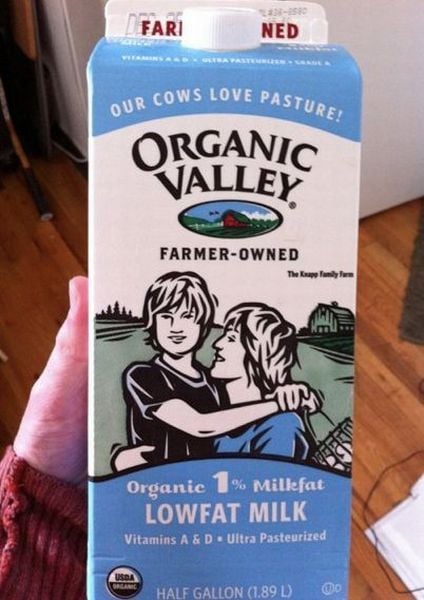 FAR NED
VITAMINS A & D • ULTRA PASTEURIZED • GRADE A
OUR COWS LOVE PASTURE!
ORGANIC
VALLEY®
FARMER-OWNED
The Knapp Family Farm
Organic 1% Milkfat
LOWFAT MILK
Vitamins A & D • Ultra Pasteurized
USDA
ORGANIC
HALF GALLON (1.89 L)
UD